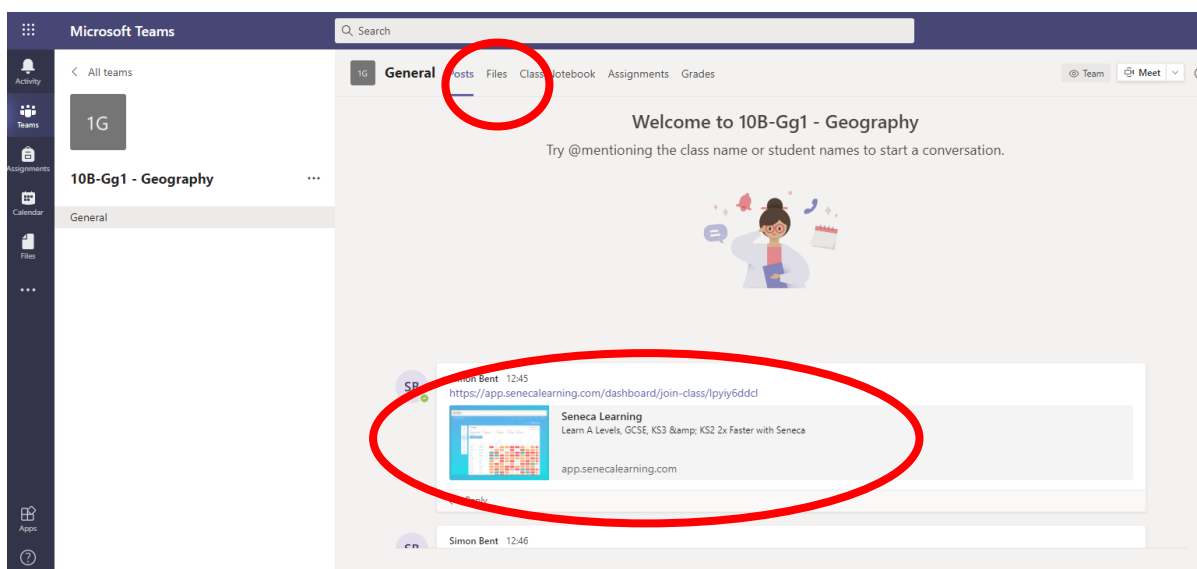 Microsoft Teams
Search
Activity
Teams
Assignments
Calendar
Files
Apps
All teams
1G
10B-Gg1 - Geography
General
1G General Posts Files Class Notebook Assignments Grades
Team Meet
Welcome to 10B-Gg1 - Geography
Try @mentioning the class name or student names to start a conversation.
SB Simon Bent 12:45
https://app.senecalearning.com/dashboard/join-class/lpyiy6ddcl
Seneca Learning
Learn A Levels, GCSE, KS3 &amp; KS2 2x Faster with Seneca
app.senecalearning.com
Reply
SB Simon Bent 12:46